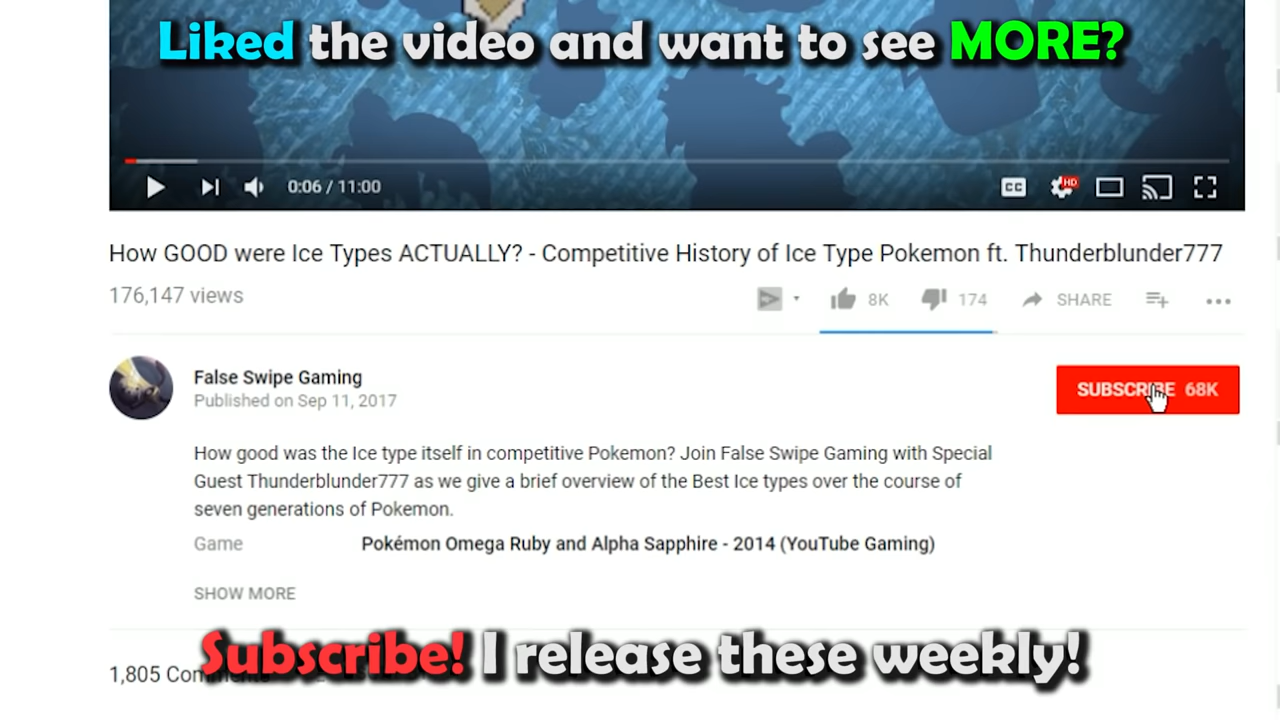 Liked the video and want to see MORE?
0:06 / 11:00
CC
HD
How GOOD were Ice Types ACTUALLY? - Competitive History of Ice Type Pokemon ft. Thunderblunder777
176,147 views
8K
174
SHARE
False Swipe Gaming
Published on Sep 11, 2017
SUBSCRIBE 68K
How good was the Ice type itself in competitive Pokemon? Join False Swipe Gaming with Special
Guest Thunderblunder777 as we give a brief overview of the Best Ice types over the course of
seven generations of Pokemon.
Game Pokémon Omega Ruby and Alpha Sapphire - 2014 (YouTube Gaming)
SHOW MORE
Subscribe! I release these weekly!
1,805 Comments